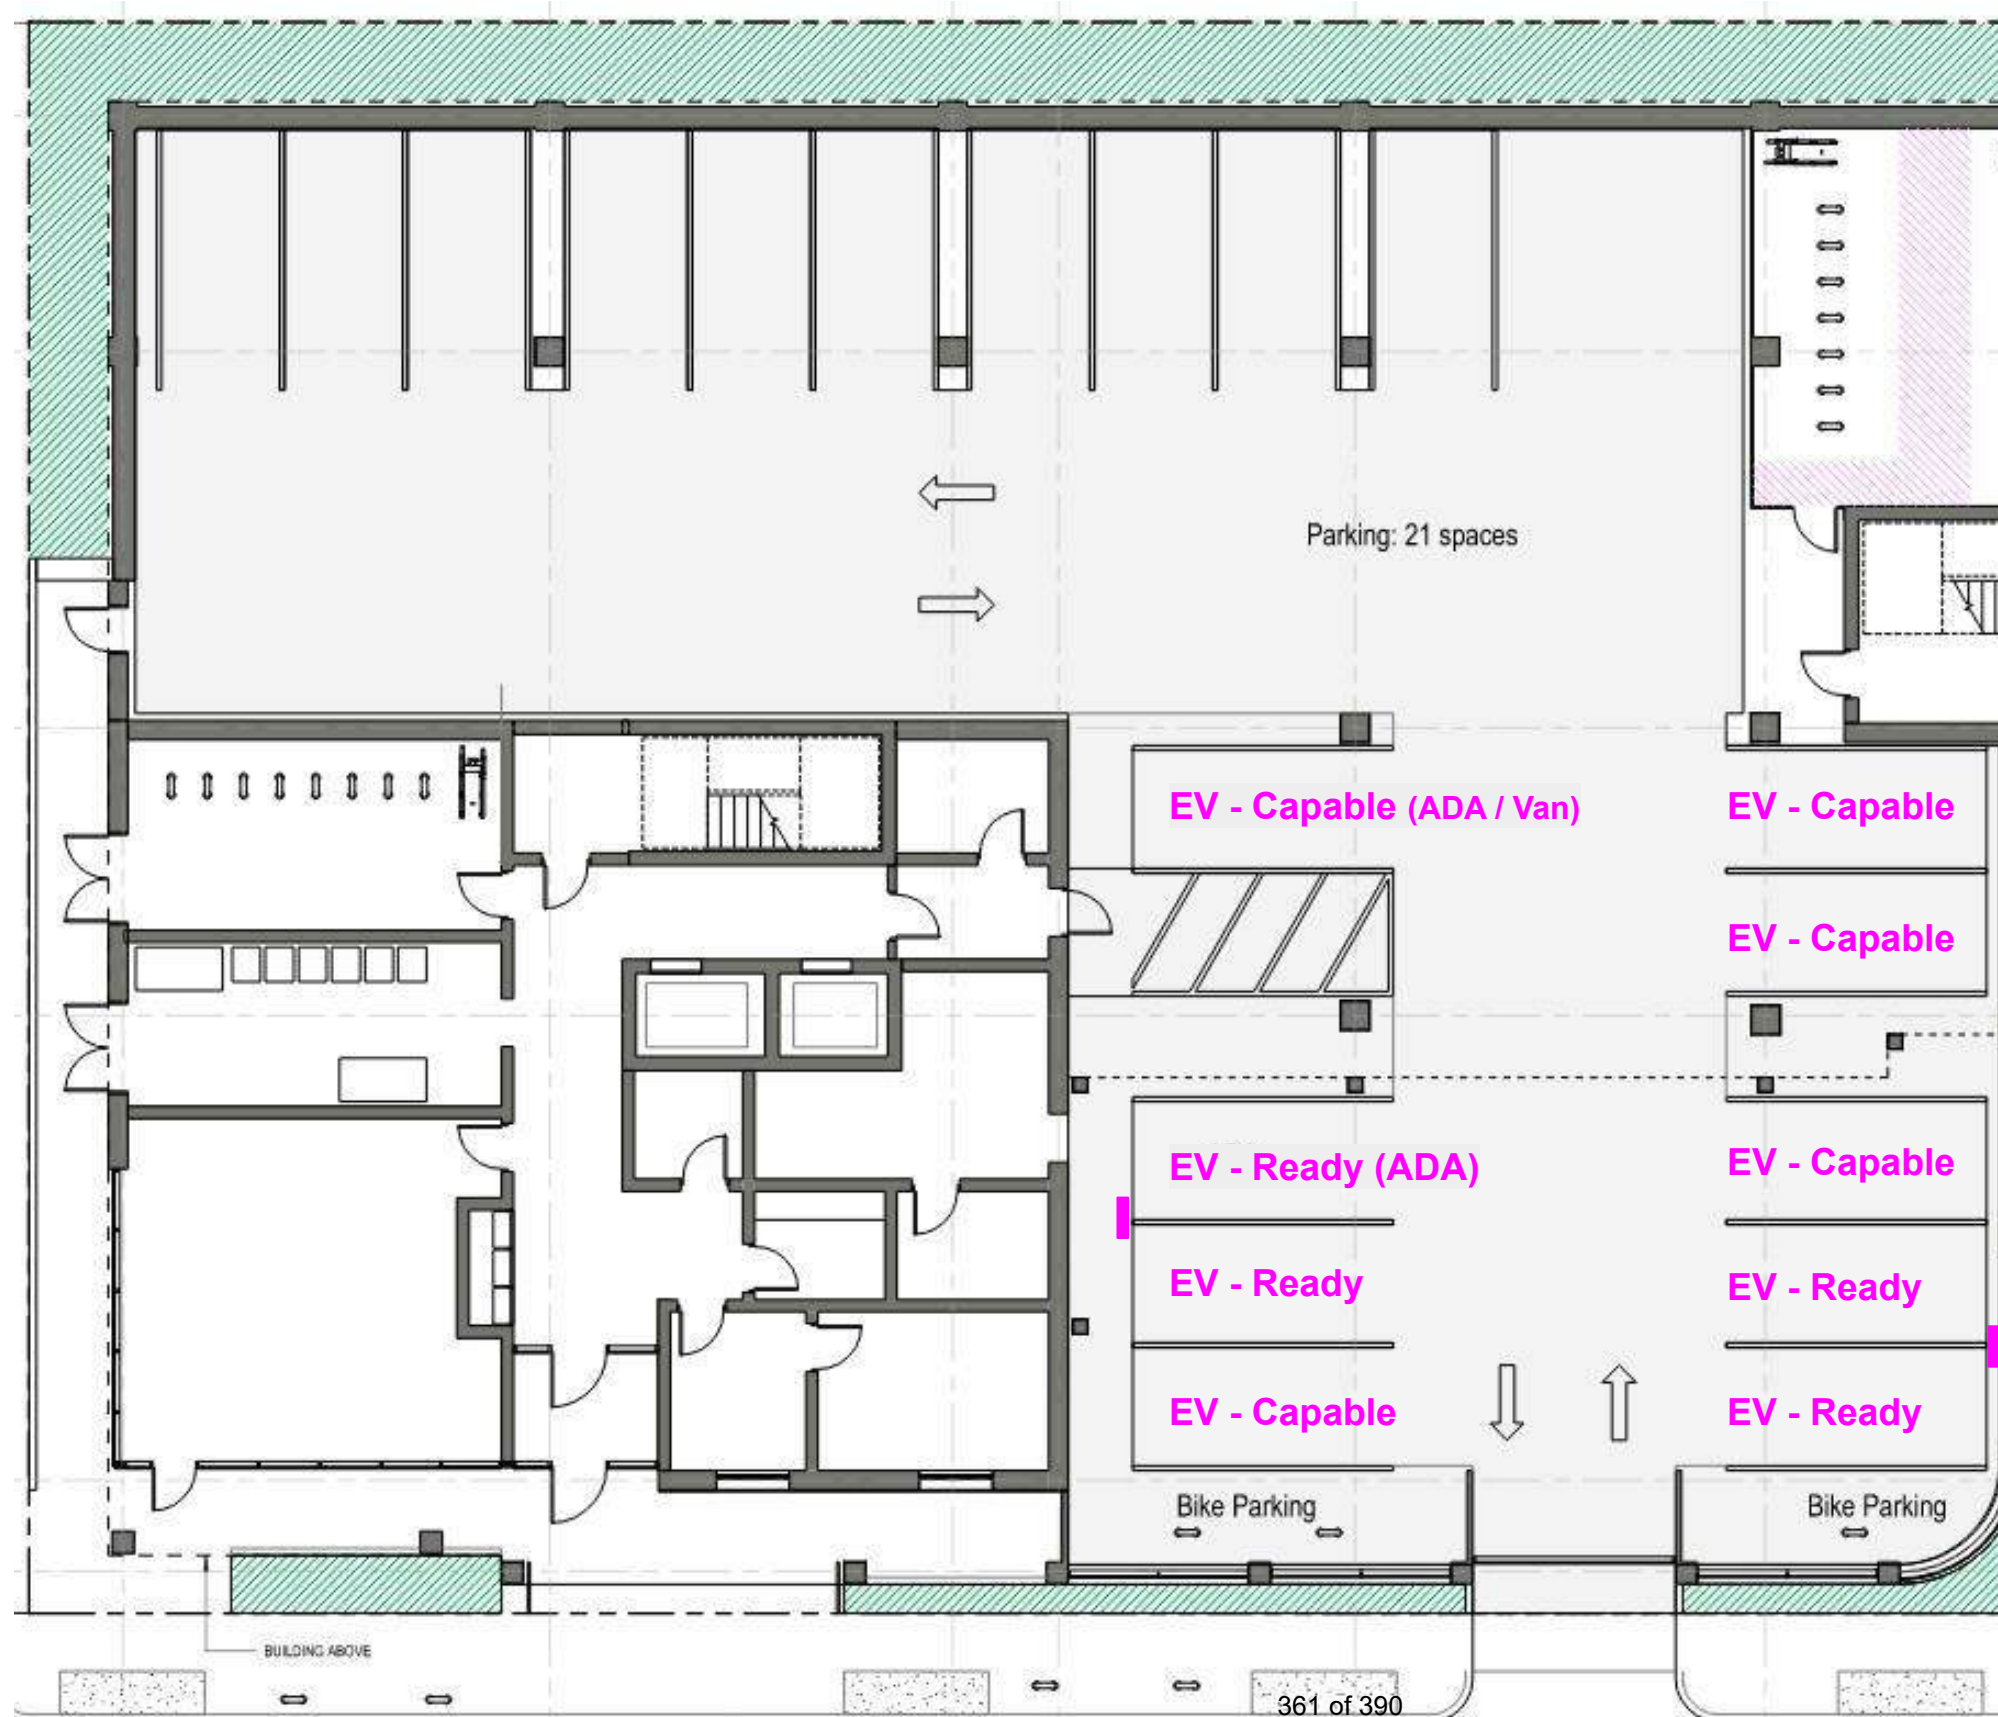 Parking: 21 spaces
EV - Capable (ADA / Van)
EV - Capable
EV - Capable
EV - Ready (ADA)
EV - Capable
EV - Ready
EV - Ready
EV - Capable
EV - Ready
Bike Parking
Bike Parking
BUILDING ABOVE
361 of 390